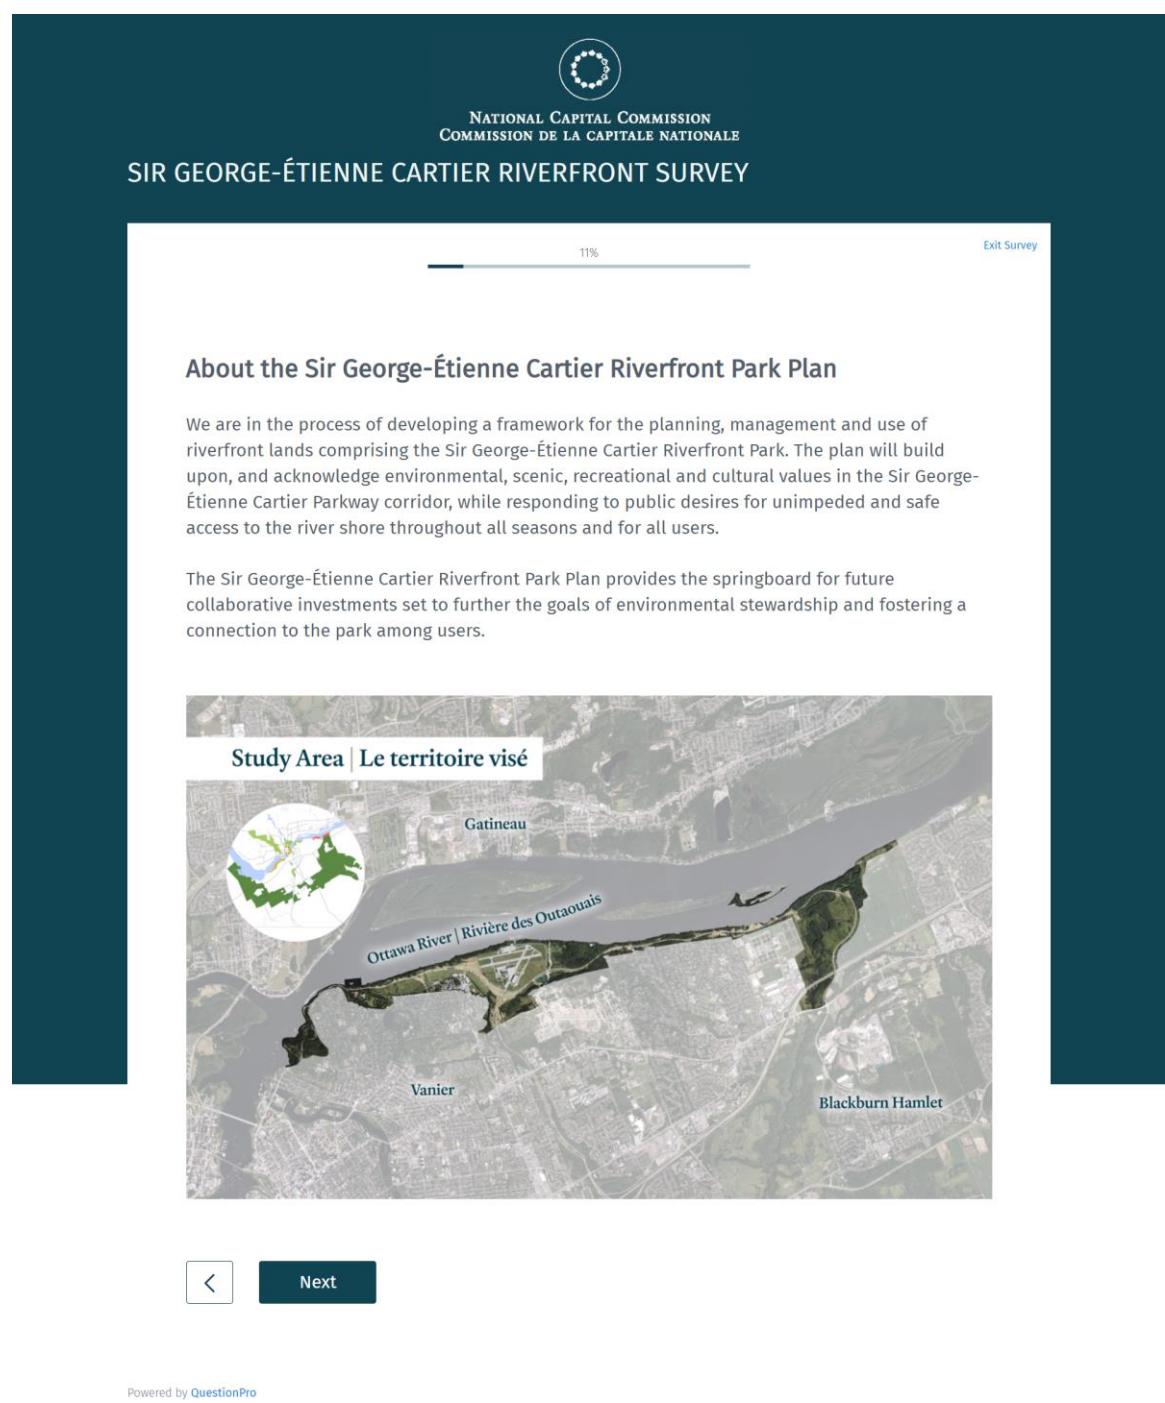 NATIONAL CAPITAL COMMISSION
COMMISSION DE LA CAPITALE NATIONALE
SIR GEORGE-ÉTIENNE CARTIER RIVERFRONT SURVEY
11%
Exit Survey
About the Sir George-Étienne Cartier Riverfront Park Plan
We are in the process of developing a framework for the planning, management and use of
riverfront lands comprising the Sir George-Étienne Cartier Riverfront Park. The plan will build
upon, and acknowledge environmental, scenic, recreational and cultural values in the Sir George-
Étienne Cartier Parkway corridor, while responding to public desires for unimpeded and safe
access to the river shore throughout all seasons and for all users.
The Sir George-Étienne Cartier Riverfront Park Plan provides the springboard for future
collaborative investments set to further the goals of environmental stewardship and fostering a
connection to the park among users.
Study Area | Le territoire visé
Gatineau
Ottawa River | Rivière des Outaouais
Vanier
Blackburn Hamlet
Next
Powered by QuestionPro